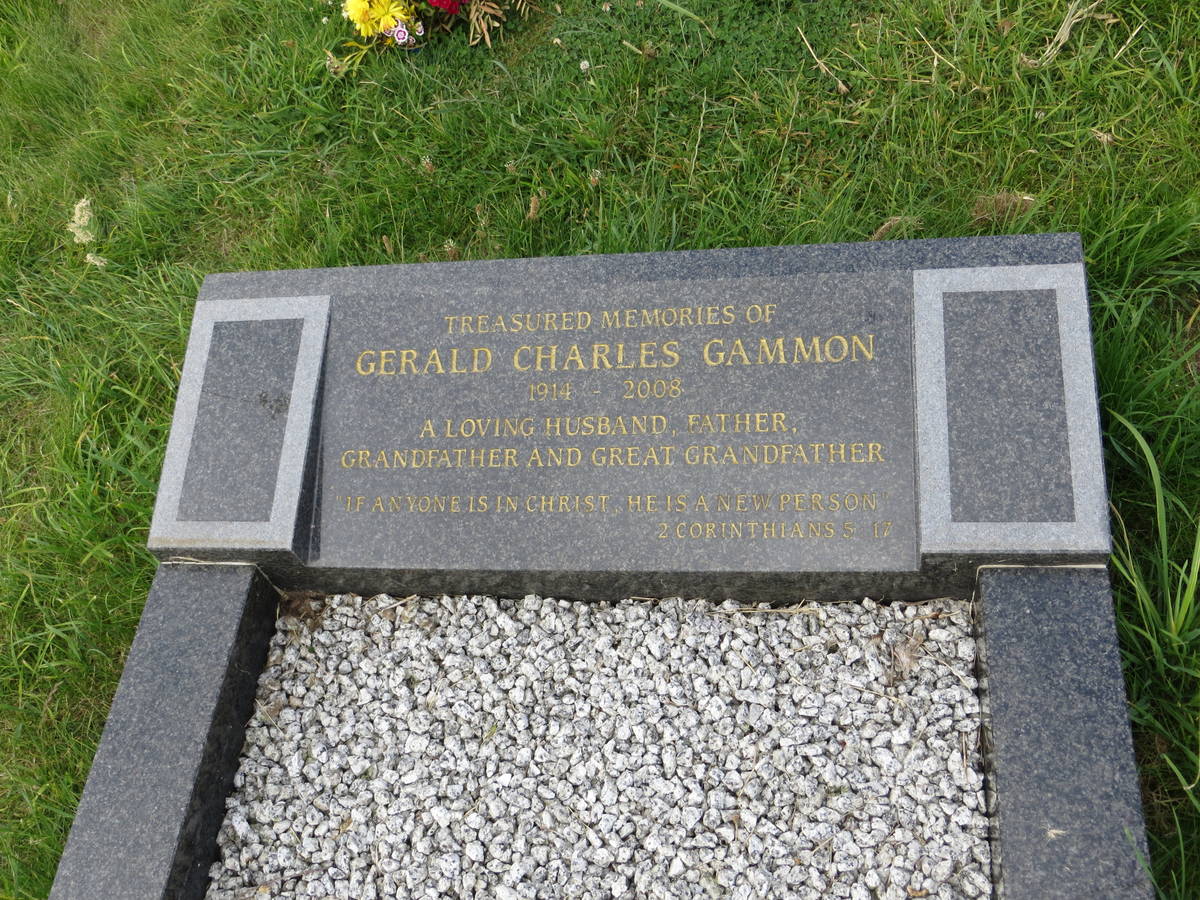 TREASURED MEMORIES OF
GERALD CHARLES GAMMON
1914 - 2008
A LOVING HUSBAND, FATHER,
GRANDFATHER AND GREAT GRANDFATHER
"IF ANYONE IS IN CHRIST, HE IS A NEW PERSON"
2 CORINTHIANS 5 17